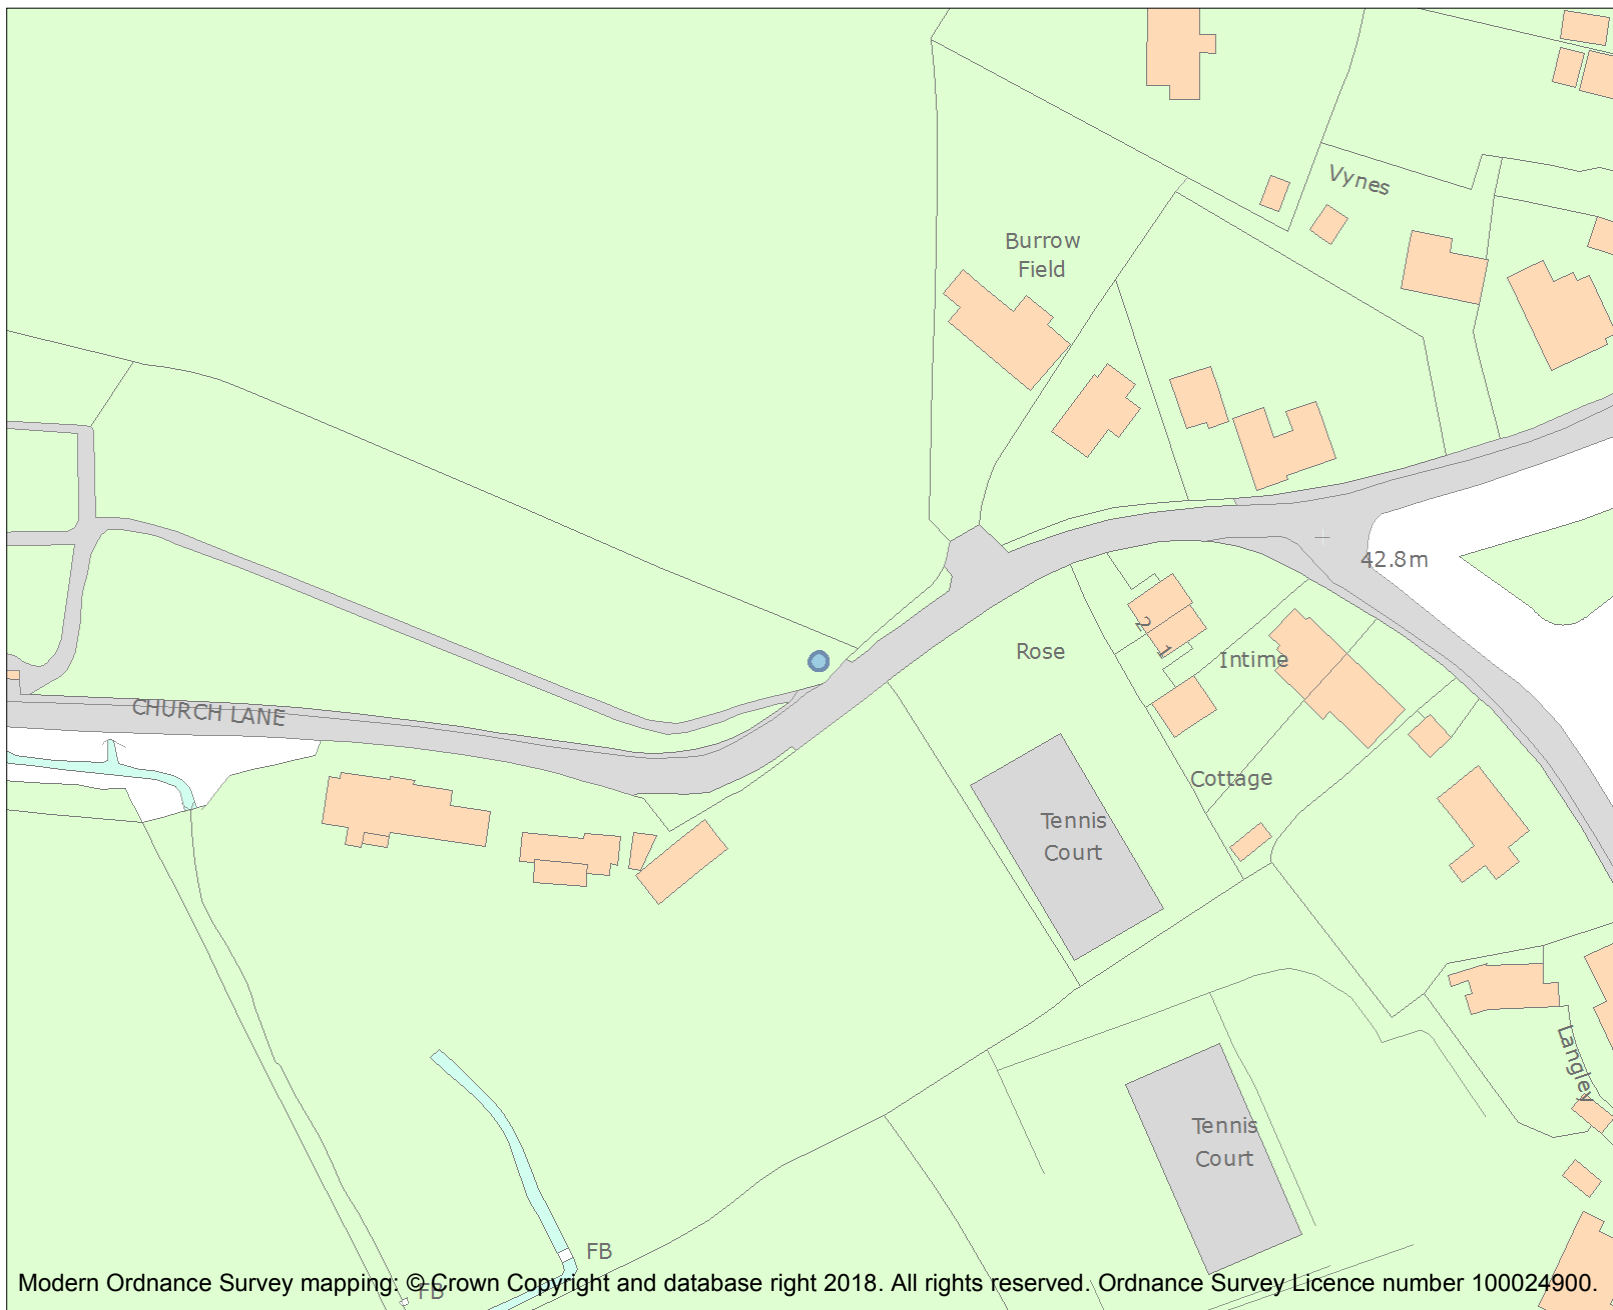 Vynes
Burrow
Field
42.8m
2
1
Rose
Intime
CHURCH LANE
Cottage
Tennis
Court
Langley
Tennis
Court
FB
FB
Modern Ordnance Survey mapping: © Crown Copyright and database right 2018. All rights reserved. Ordnance Survey Licence number 100024900.